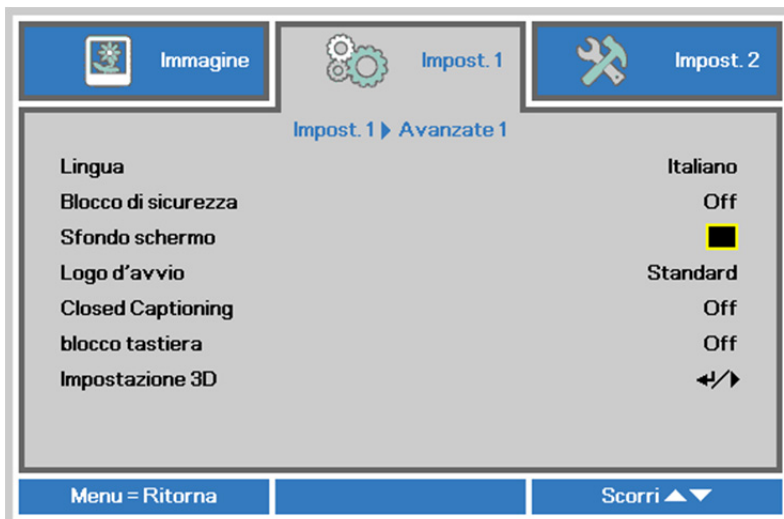 Immagine
Impost. 1
Impost. 2
Impost. 1 ▶ Avanzate 1
Lingua Italiano
Blocco di sicurezza Off
Sfondo schermo
Logo d'avvio Standard
Closed Captioning Off
blocco tastiera Off
Impostazione 3D ↵/▶
Menu = Ritorna
Scorri ▲▼